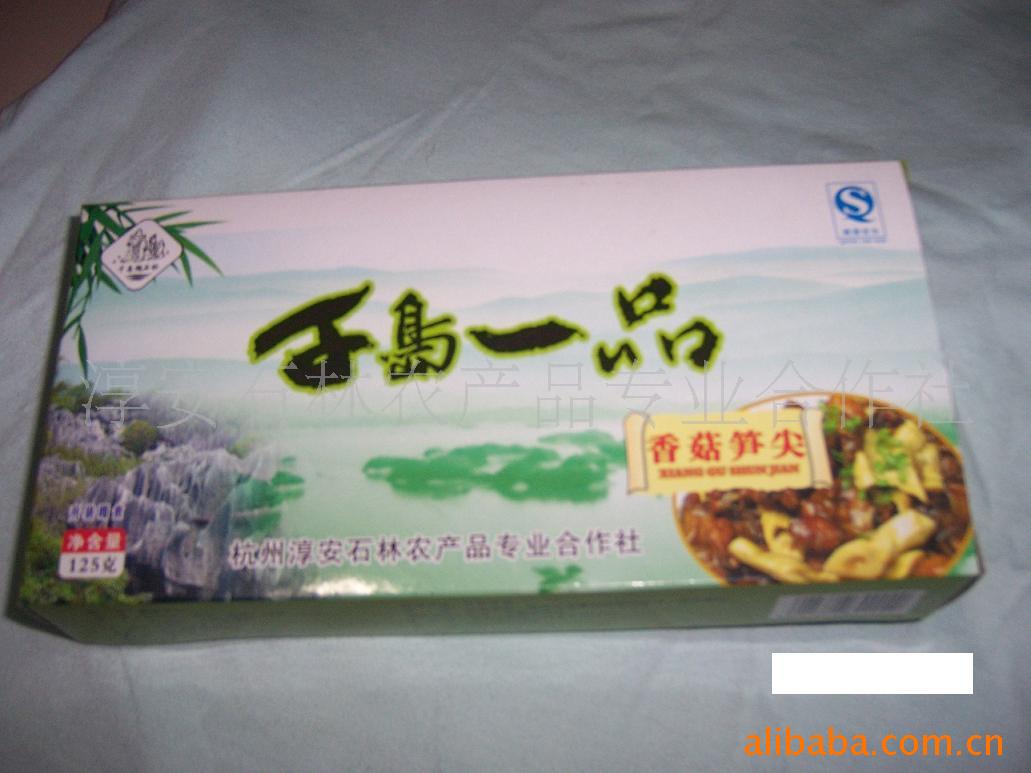 千岛一品
淳安石林农产品专业合作社
香菇笋尖
XIANG GU SHUN JIAN
杭州淳安石林农产品专业合作社
净含量
125克
alibaba.com.cn